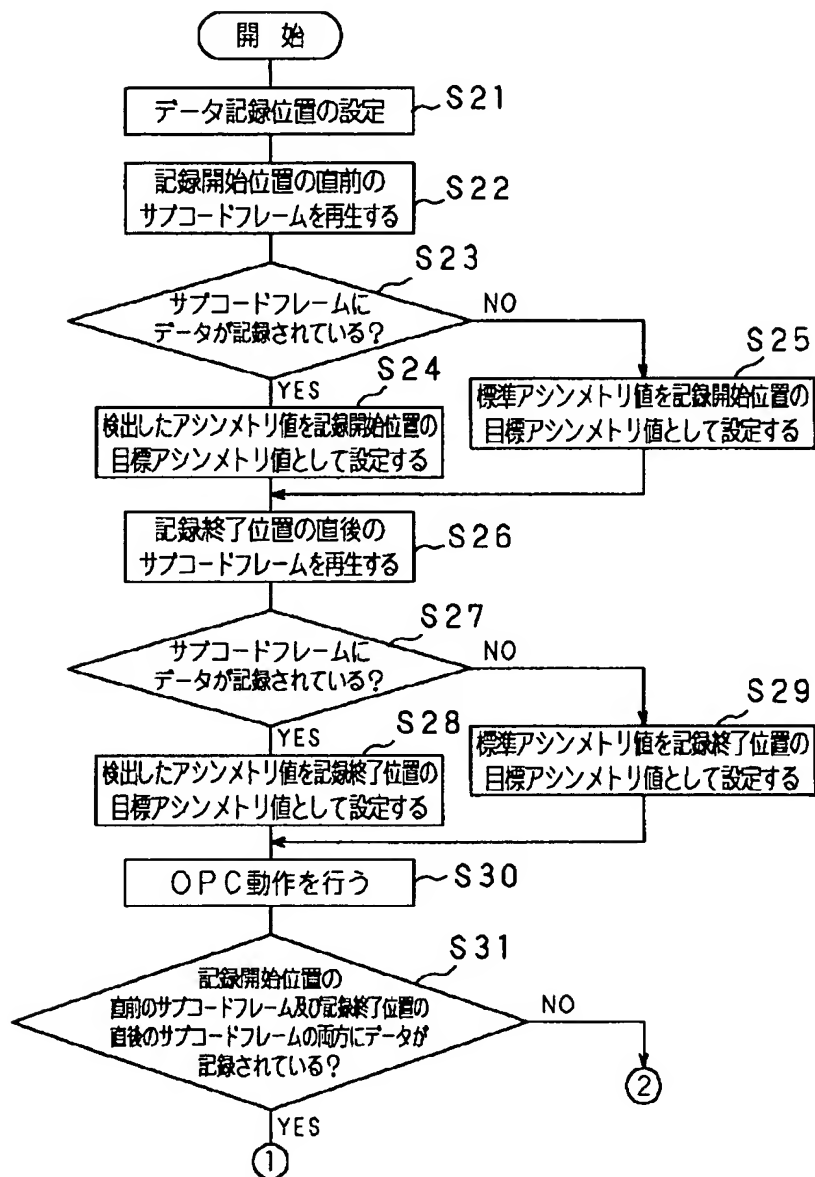 開始
データ記録位置の設定
S21
記録開始位置の直前の
サブコードフレームを再生する
S22
S23
サブコードフレームに
データが記録されている?
NO
YES
S24
S25
検出したアシンメトリ値を記録開始位置の
目標アシンメトリ値として設定する
標準アシンメトリ値を記録開始位置の
目標アシンメトリ値として設定する
記録終了位置の直後の
サブコードフレームを再生する
S26
S27
サブコードフレームに
データが記録されている?
NO
YES
S28
S29
検出したアシンメトリ値を記録終了位置の
目標アシンメトリ値として設定する
標準アシンメトリ値を記録終了位置の
目標アシンメトリ値として設定する
OPC動作を行う
S30
S31
記録開始位置の
直前のサブコードフレーム及び記録終了位置の
直後のサブコードフレームの両方にデータが
記録されている?
NO
②
YES
①